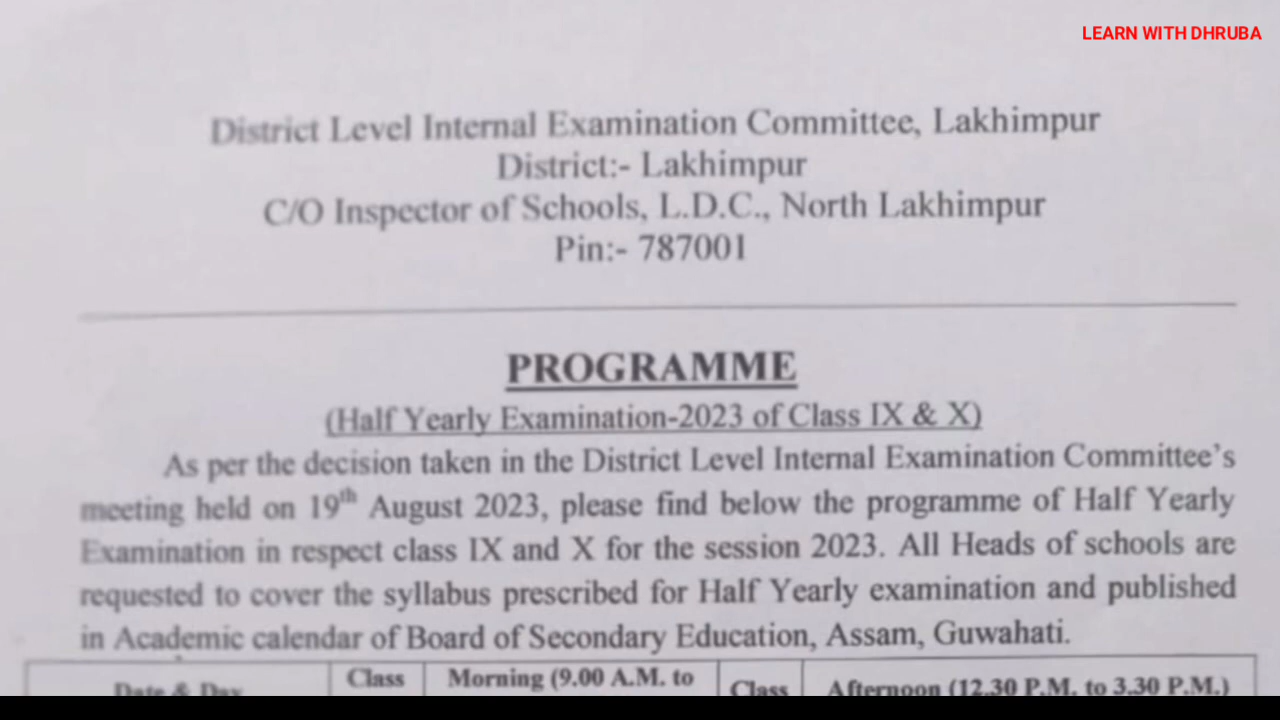 LEARN WITH DHRUBA
District Level Internal Examination Committee, Lakhimpur
District:- Lakhimpur
C/O Inspector of Schools, L.D.C., North Lakhimpur
Pin:- 787001
PROGRAMME
(Half Yearly Examination-2023 of Class IX & X)
As per the decision taken in the District Level Internal Examination Committee's
meeting held on 19th August 2023, please find below the programme of Half Yearly
Examination in respect class IX and X for the session 2023. All Heads of schools are
requested to cover the syllabus prescribed for Half Yearly examination and published
in Academic calendar of Board of Secondary Education, Assam, Guwahati.
Date & Day Class Morning (9.00 A.M. to Class Afternoon (12.30 P.M. to 3.30 P.M.)